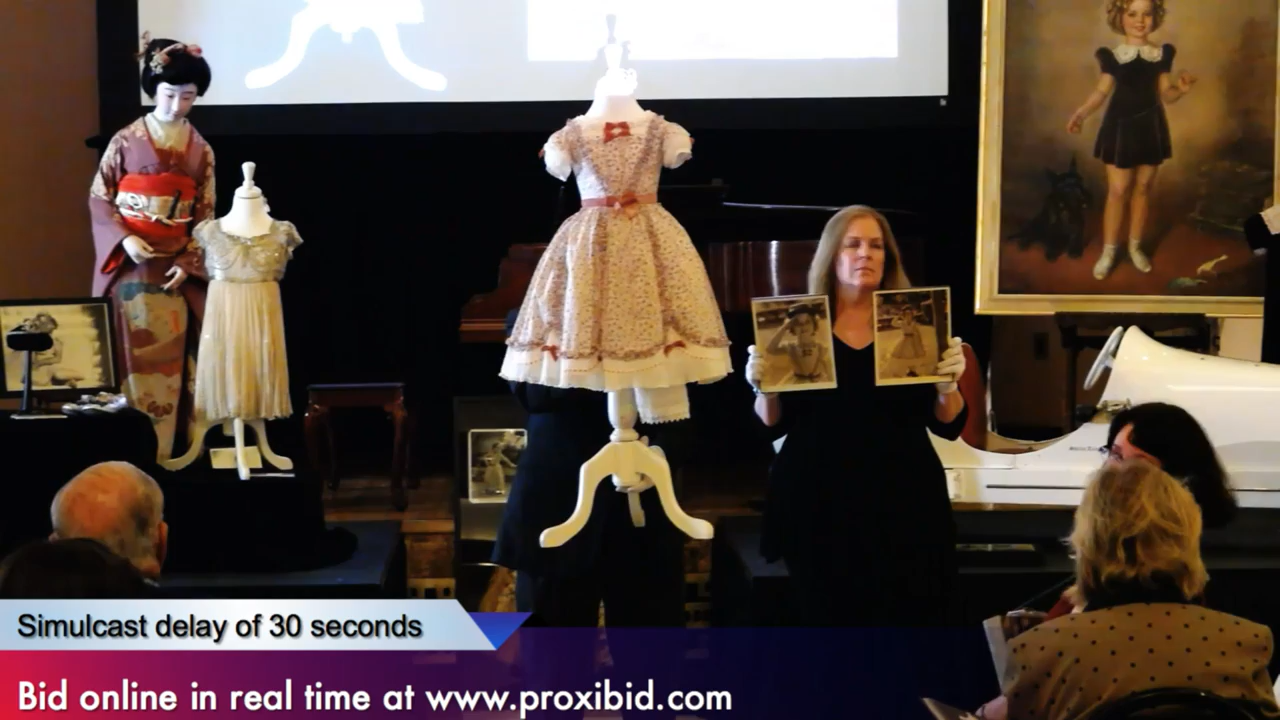 Simulcast delay of 30 seconds
Bid online in real time at www.proxibid.com